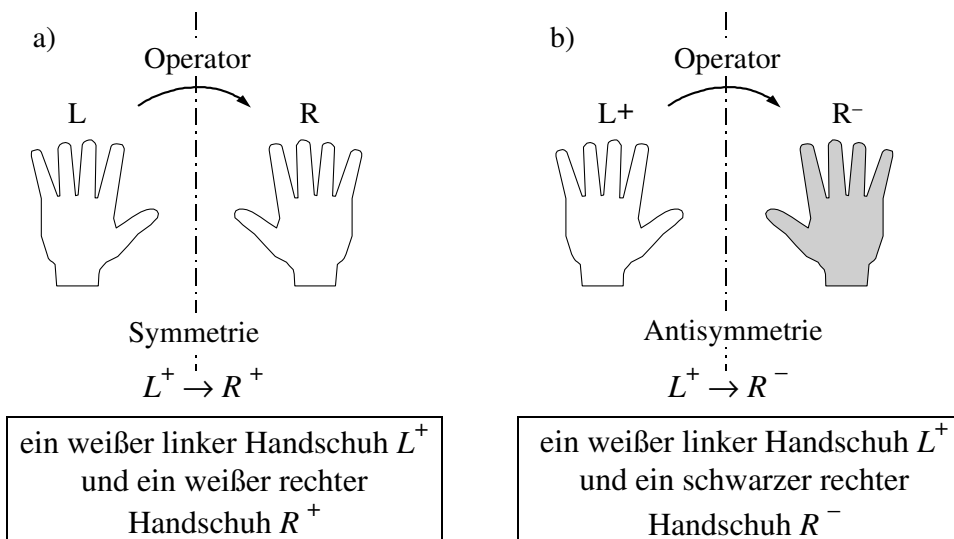 a)
Operator
L R
Symmetrie
L⁺ → R⁺
ein weißer linker Handschuh L⁺
und ein weißer rechter
Handschuh R⁺
b)
Operator
L+ R⁻
Antisymmetrie
L⁺ → R⁻
ein weißer linker Handschuh L⁺
und ein schwarzer rechter
Handschuh R⁻